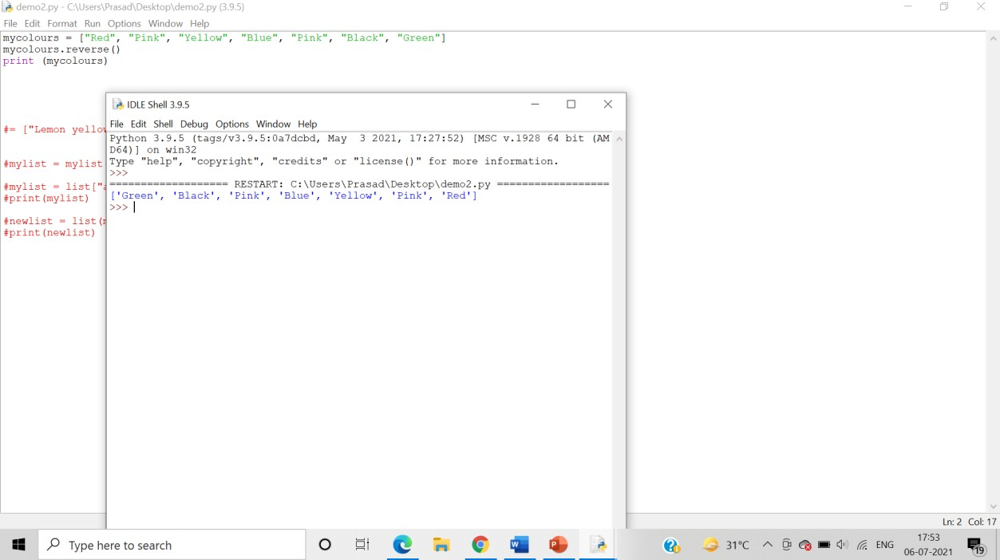 demo2.py - C:\Users\Prasad\Desktop\demo2.py (3.9.5)
File Edit Format Run Options Window Help
mycolours = ["Red", "Pink", "Yellow", "Blue", "Pink", "Black", "Green"]
mycolours.reverse()
print (mycolours)
#= ["Lemon yellow
#mylist = mylist
#mylist = list["a
#print(mylist)
#newlist = list(m
#print(newlist)
IDLE Shell 3.9.5
File Edit Shell Debug Options Window Help
Python 3.9.5 (tags/v3.9.5:0a7dcbd, May  3 2021, 17:27:52) [MSC v.1928 64 bit (AM
D64)] on win32
Type "help", "copyright", "credits" or "license()" for more information.
>>>
=================== RESTART: C:\Users\Prasad\Desktop\demo2.py ==================
['Green', 'Black', 'Pink', 'Blue', 'Yellow', 'Pink', 'Red']
>>>
Ln: 2 Col: 17
Type here to search
31°C
ENG
17:53
06-07-2021
19